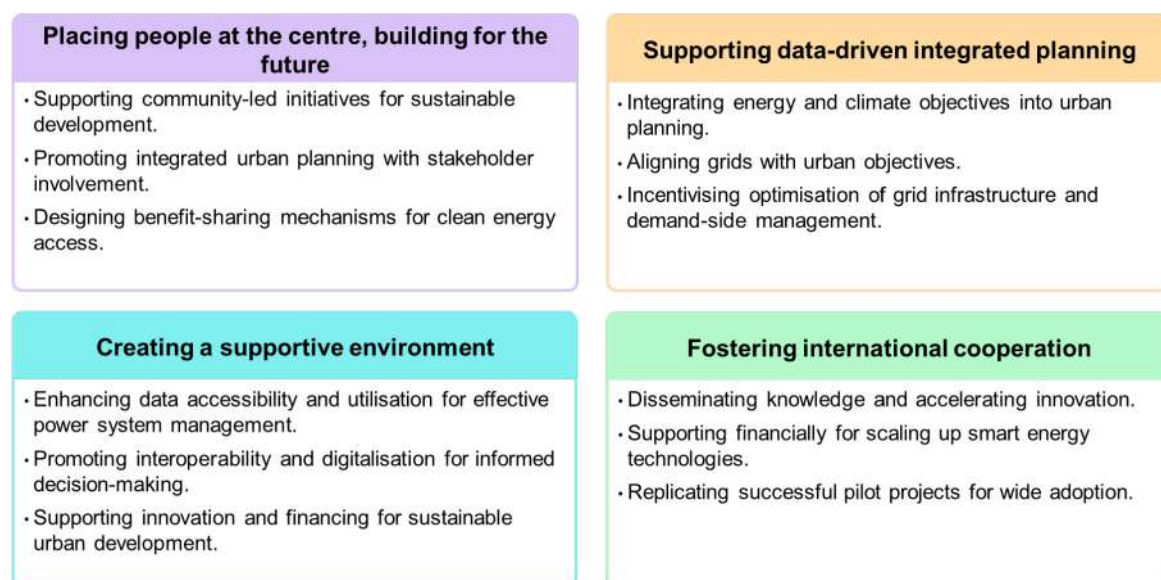 Placing people at the centre, building for the
future
• Supporting community-led initiatives for sustainable
development.
• Promoting integrated urban planning with stakeholder
involvement.
• Designing benefit-sharing mechanisms for clean energy
access.
Supporting data-driven integrated planning
• Integrating energy and climate objectives into urban
planning.
• Aligning grids with urban objectives.
• Incentivising optimisation of grid infrastructure and
demand-side management.
Creating a supportive environment
• Enhancing data accessibility and utilisation for effective
power system management.
• Promoting interoperability and digitalisation for informed
decision-making.
• Supporting innovation and financing for sustainable
urban development.
Fostering international cooperation
• Disseminating knowledge and accelerating innovation.
• Supporting financially for scaling up smart energy
technologies.
• Replicating successful pilot projects for wide adoption.